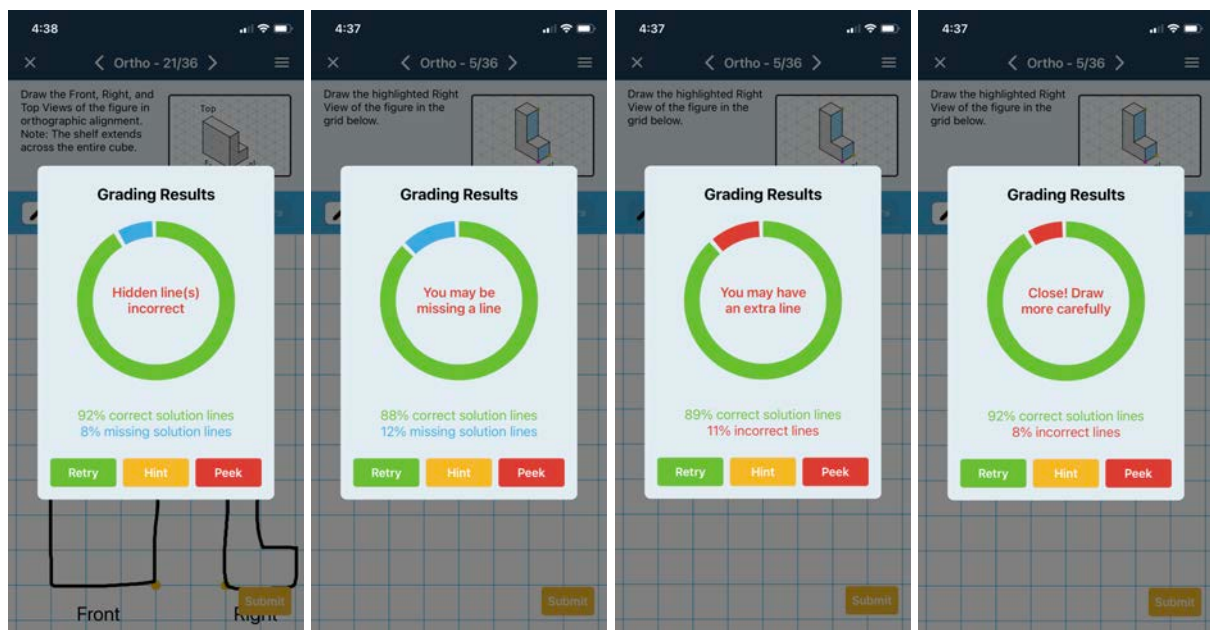 4:38
Ortho - 21/36
Draw the Front, Right, and
Top Views of the figure in
orthographic alignment.
Note: The shelf extends
across the entire cube.
Top
Grading Results
Hidden line(s)
incorrect
92% correct solution lines
8% missing solution lines
Retry Hint Peek
Submit
Front Right
4:37
Ortho - 5/36
Draw the highlighted Right
View of the figure in the
grid below.
Grading Results
You may be
missing a line
88% correct solution lines
12% missing solution lines
Retry Hint Peek
Submit
4:37
Ortho - 5/36
Draw the highlighted Right
View of the figure in the
grid below.
Grading Results
You may have
an extra line
89% correct solution lines
11% incorrect lines
Retry Hint Peek
Submit
4:37
Ortho - 5/36
Draw the highlighted Right
View of the figure in the
grid below.
Grading Results
Close! Draw
more carefully
92% correct solution lines
8% incorrect lines
Retry Hint Peek
Submit